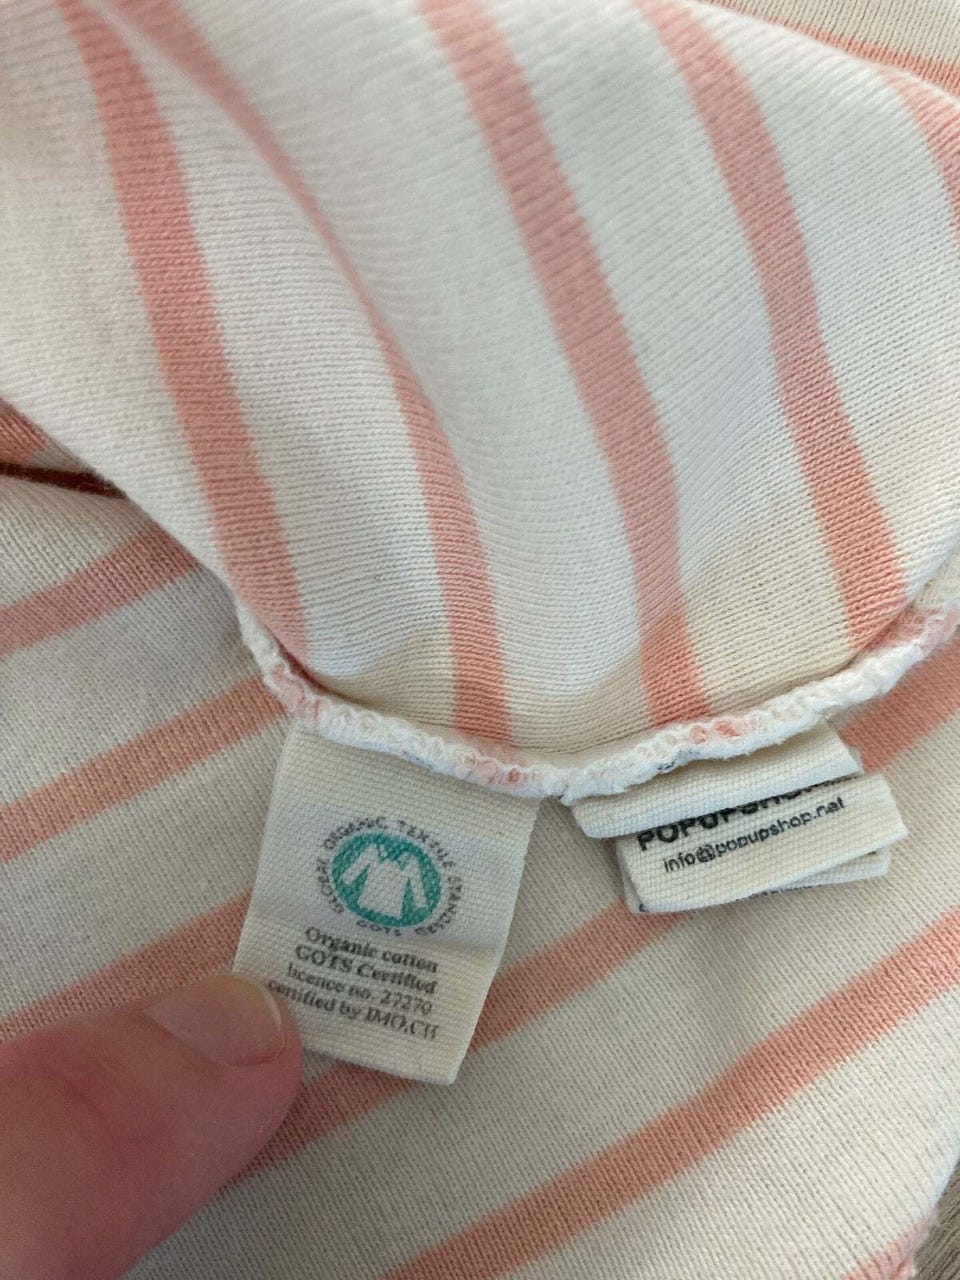 GLOBAL ORGANIC TEXTILE STANDARD
GOTS
Organic cotton
GOTS Certified
licence no. 27270
certified by IMO,CH
POPUPSHOP
info@popupshop.net